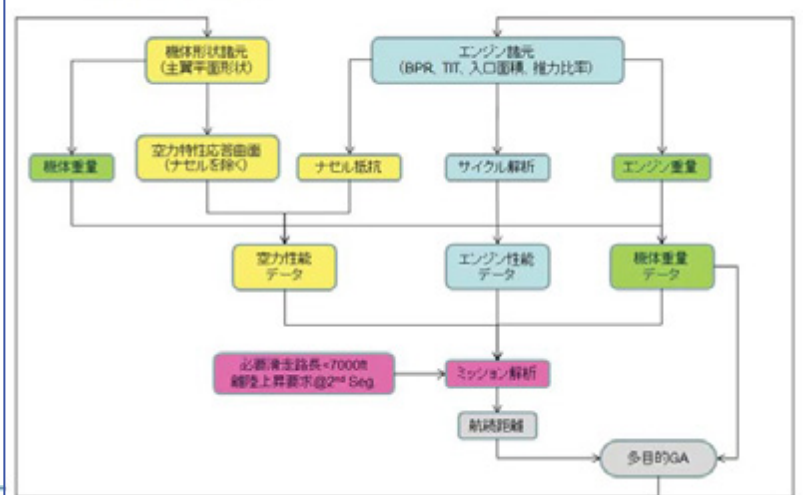 機体形状諸元
(主翼平面形状)
エンジン諸元
(BPR, TIT, 入口面積、推力比率)
機体重量
空力特性応答曲面
(ナセルを除く)
ナセル抵抗
サイクル解析
エンジン重量
空力性能
データ
エンジン性能
データ
機体重量
データ
必要滑走路長<7000ft
離陸上昇要求@2nd Seg.
ミッション解析
航続距離
多目的GA